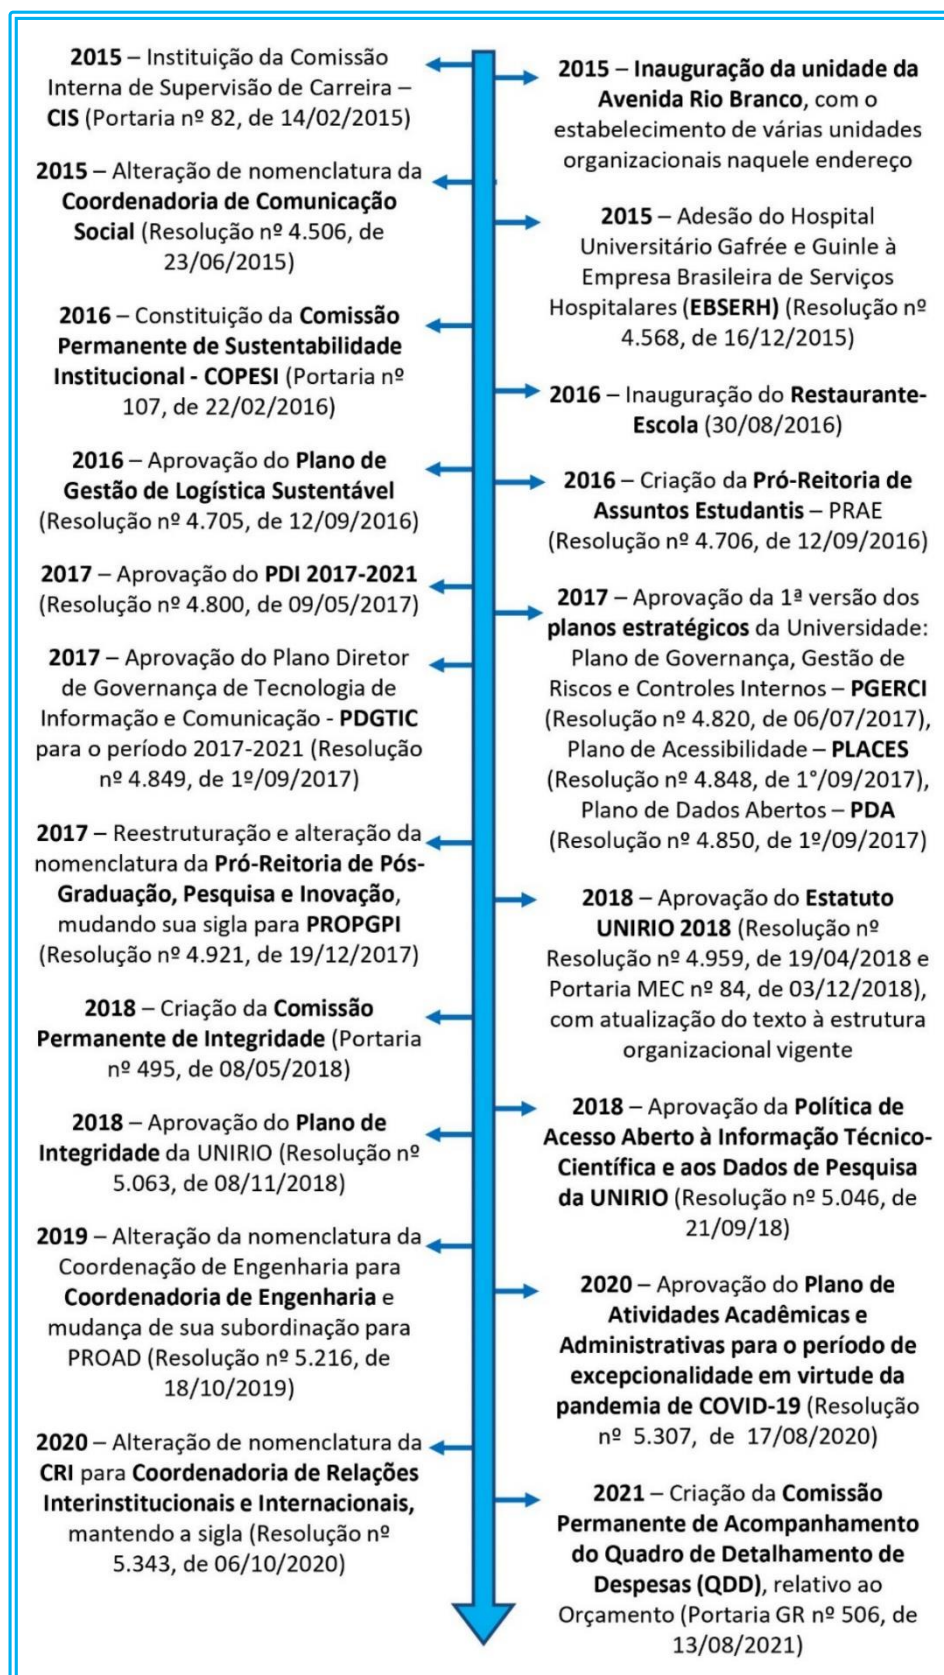 2015 – Instituição da Comissão
Interna de Supervisão de Carreira –
CIS (Portaria nº 82, de 14/02/2015)
2015 – Inauguração da unidade da
Avenida Rio Branco, com o
estabelecimento de várias unidades
organizacionais naquele endereço
2015 – Alteração de nomenclatura da
Coordenadoria de Comunicação
Social (Resolução nº 4.506, de
23/06/2015)
2015 – Adesão do Hospital
Universitário Gafrée e Guinle à
Empresa Brasileira de Serviços
Hospitalares (EBSERH) (Resolução nº
4.568, de 16/12/2015)
2016 – Constituição da Comissão
Permanente de Sustentabilidade
Institucional - COPESI (Portaria nº
107, de 22/02/2016)
2016 – Inauguração do Restaurante-
Escola (30/08/2016)
2016 – Aprovação do Plano de
Gestão de Logística Sustentável
(Resolução nº 4.705, de 12/09/2016)
2016 – Criação da Pró-Reitoria de
Assuntos Estudantis – PRAE
(Resolução nº 4.706, de 12/09/2016)
2017 – Aprovação do PDI 2017-2021
(Resolução nº 4.800, de 09/05/2017)
2017 – Aprovação da 1ª versão dos
planos estratégicos da Universidade:
Plano de Governança, Gestão de
Riscos e Controles Internos – PGERCI
(Resolução nº 4.820, de 06/07/2017),
Plano de Acessibilidade – PLACES
(Resolução nº 4.848, de 1°/09/2017),
Plano de Dados Abertos – PDA
(Resolução nº 4.850, de 1º/09/2017)
2017 – Aprovação do Plano Diretor
de Governança de Tecnologia de
Informação e Comunicação - PDGTIC
para o período 2017-2021 (Resolução
nº 4.849, de 1º/09/2017)
2017 – Reestruturação e alteração da
nomenclatura da Pró-Reitoria de Pós-
Graduação, Pesquisa e Inovação,
mudando sua sigla para PROPGPI
(Resolução nº 4.921, de 19/12/2017)
2018 – Aprovação do Estatuto
UNIRIO 2018 (Resolução nº
Resolução nº 4.959, de 19/04/2018 e
Portaria MEC nº 84, de 03/12/2018),
com atualização do texto à estrutura
organizacional vigente
2018 – Criação da Comissão
Permanente de Integridade (Portaria
nº 495, de 08/05/2018)
2018 – Aprovação da Política de
Acesso Aberto à Informação Técnico-
Científica e aos Dados de Pesquisa
da UNIRIO (Resolução nº 5.046, de
21/09/18)
2018 – Aprovação do Plano de
Integridade da UNIRIO (Resolução nº
5.063, de 08/11/2018)
2019 – Alteração da nomenclatura da
Coordenação de Engenharia para
Coordenadoria de Engenharia e
mudança de sua subordinação para
PROAD (Resolução nº 5.216, de
18/10/2019)
2020 – Aprovação do Plano de
Atividades Acadêmicas e
Administrativas para o período de
excepcionalidade em virtude da
pandemia de COVID-19 (Resolução
nº 5.307, de 17/08/2020)
2020 – Alteração de nomenclatura da
CRI para Coordenadoria de Relações
Interinstitucionais e Internacionais,
mantendo a sigla (Resolução nº
5.343, de 06/10/2020)
2021 – Criação da Comissão
Permanente de Acompanhamento
do Quadro de Detalhamento de
Despesas (QDD), relativo ao
Orçamento (Portaria GR nº 506, de
13/08/2021)